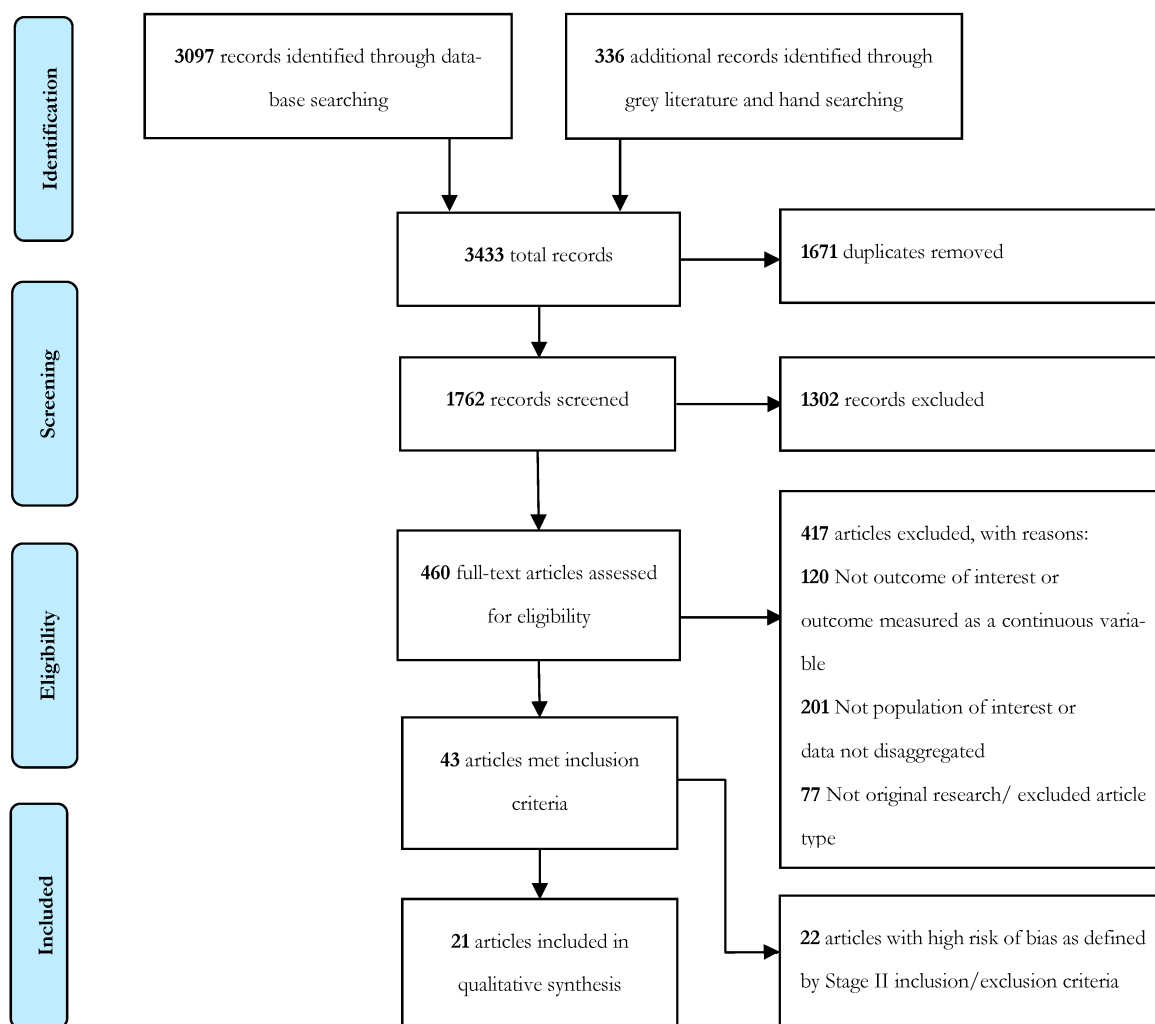 Identification
3097 records identified through data-
base searching
336 additional records identified through
grey literature and hand searching
3433 total records
1671 duplicates removed
Screening
1762 records screened
1302 records excluded
Eligibility
460 full-text articles assessed
for eligibility
417 articles excluded, with reasons:
120 Not outcome of interest or
outcome measured as a continuous varia-
ble
201 Not population of interest or
data not disaggregated
77 Not original research/ excluded article
type
43 articles met inclusion
criteria
Included
21 articles included in
qualitative synthesis
22 articles with high risk of bias as defined
by Stage II inclusion/exclusion criteria